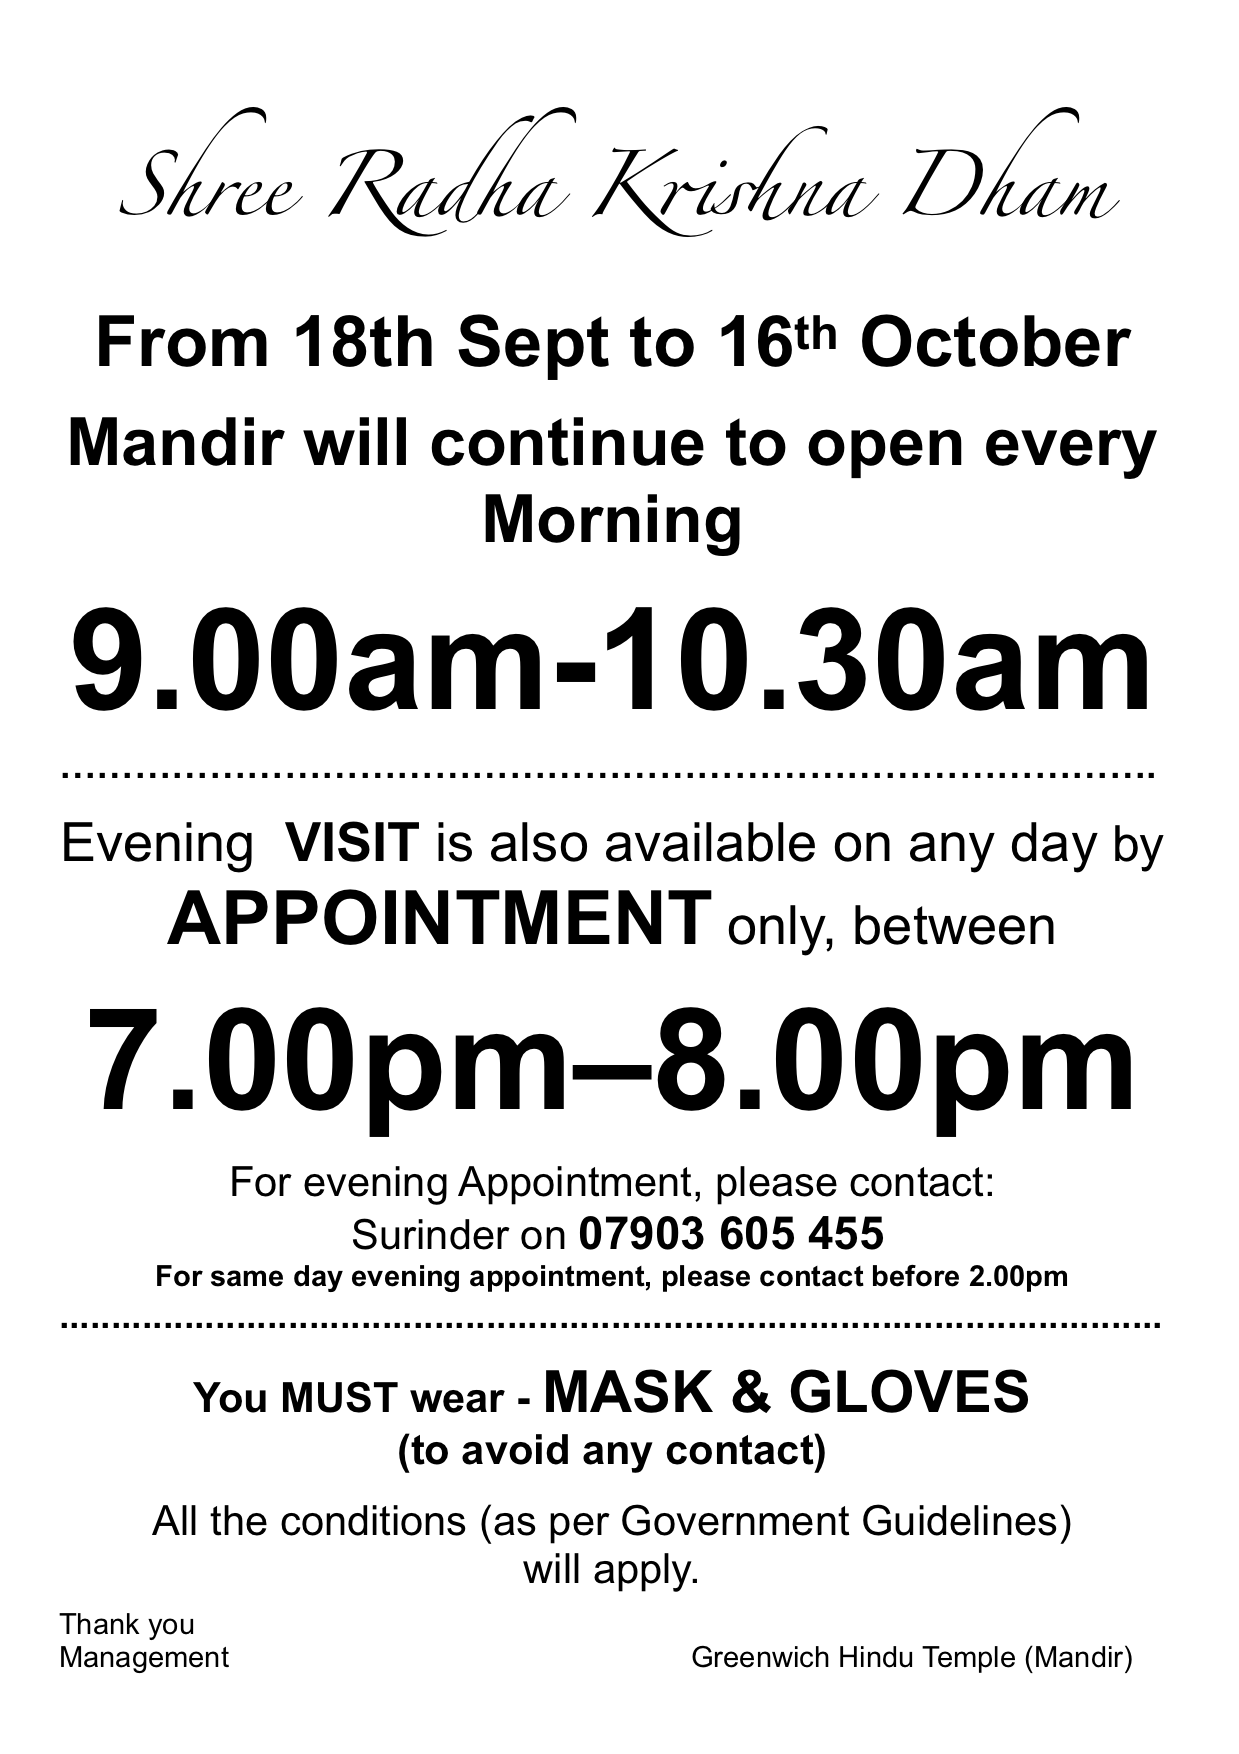 Shree Radha Krishna Dham
From 18th Sept to 16th October
Mandir will continue to open every
Morning
9.00am-10.30am
………………………………………………………………………………..
Evening  VISIT is also available on any day by
APPOINTMENT only, between
7.00pm–8.00pm
For evening Appointment, please contact:
Surinder on 07903 605 455
For same day evening appointment, please contact before 2.00pm
...............................................................................................................
You MUST wear - MASK & GLOVES
(to avoid any contact)
All the conditions (as per Government Guidelines)
will apply.
Thank you
Management Greenwich Hindu Temple (Mandir)